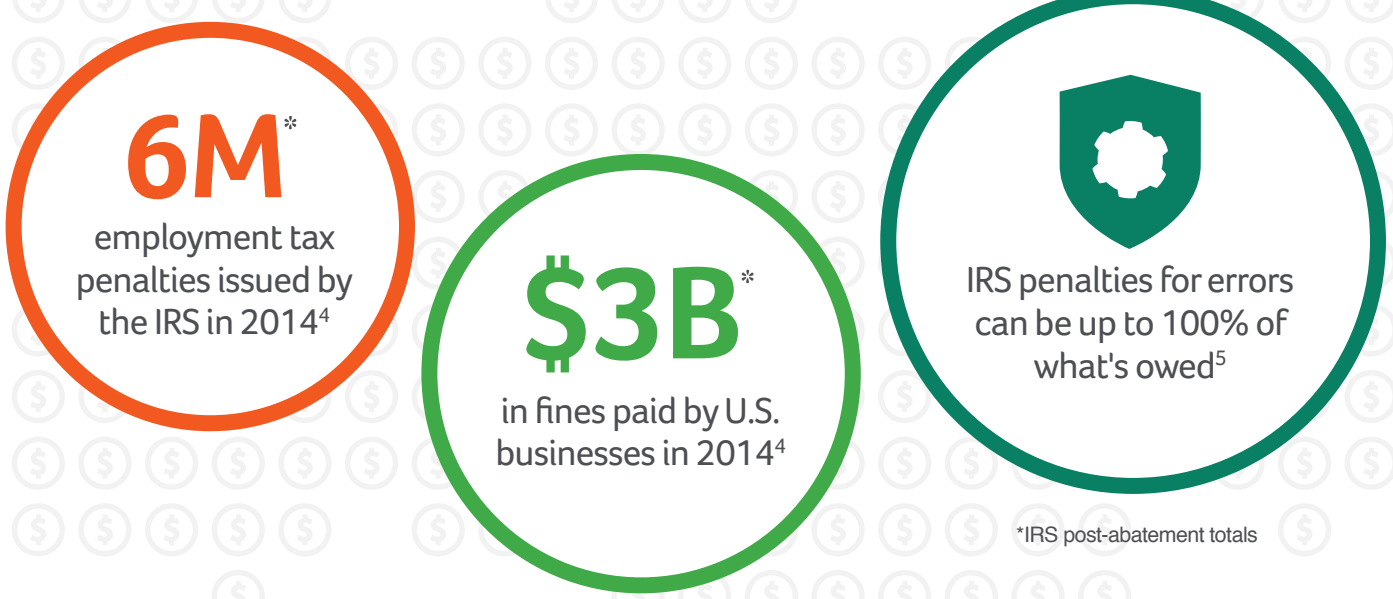 6M*
employment tax
penalties issued by
the IRS in 2014⁴
$3B*
in fines paid by U.S.
businesses in 2014⁴
IRS penalties for errors
can be up to 100% of
what's owed⁵
*IRS post-abatement totals